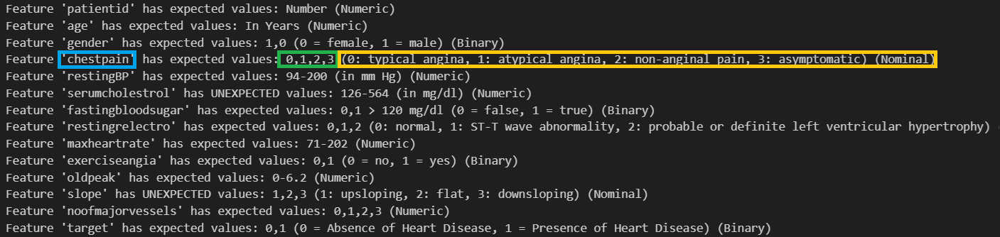 Feature 'patientid' has expected values: Number (Numeric)
Feature 'age' has expected values: In Years (Numeric)
Feature 'gender' has expected values: 1,0 (0 = female, 1 = male) (Binary)
Feature 'chestpain' has expected values: 0,1,2,3 (0: typical angina, 1: atypical angina, 2: non-anginal pain, 3: asymptomatic) (Nominal)
Feature 'restingBP' has expected values: 94-200 (in mm Hg) (Numeric)
Feature 'serumcholestrol' has UNEXPECTED values: 126-564 (in mg/dl) (Numeric)
Feature 'fastingbloodsugar' has expected values: 0,1 > 120 mg/dl (0 = false, 1 = true) (Binary)
Feature 'restingrelectro' has expected values: 0,1,2 (0: normal, 1: ST-T wave abnormality, 2: probable or definite left ventricular hypertrophy) (
Feature 'maxheartrate' has expected values: 71-202 (Numeric)
Feature 'exerciseangia' has expected values: 0,1 (0 = no, 1 = yes) (Binary)
Feature 'oldpeak' has expected values: 0-6.2 (Numeric)
Feature 'slope' has UNEXPECTED values: 1,2,3 (1: upsloping, 2: flat, 3: downsloping) (Nominal)
Feature 'noofmajorvessels' has expected values: 0,1,2,3 (Numeric)
Feature 'target' has expected values: 0,1 (0 = Absence of Heart Disease, 1 = Presence of Heart Disease) (Binary)